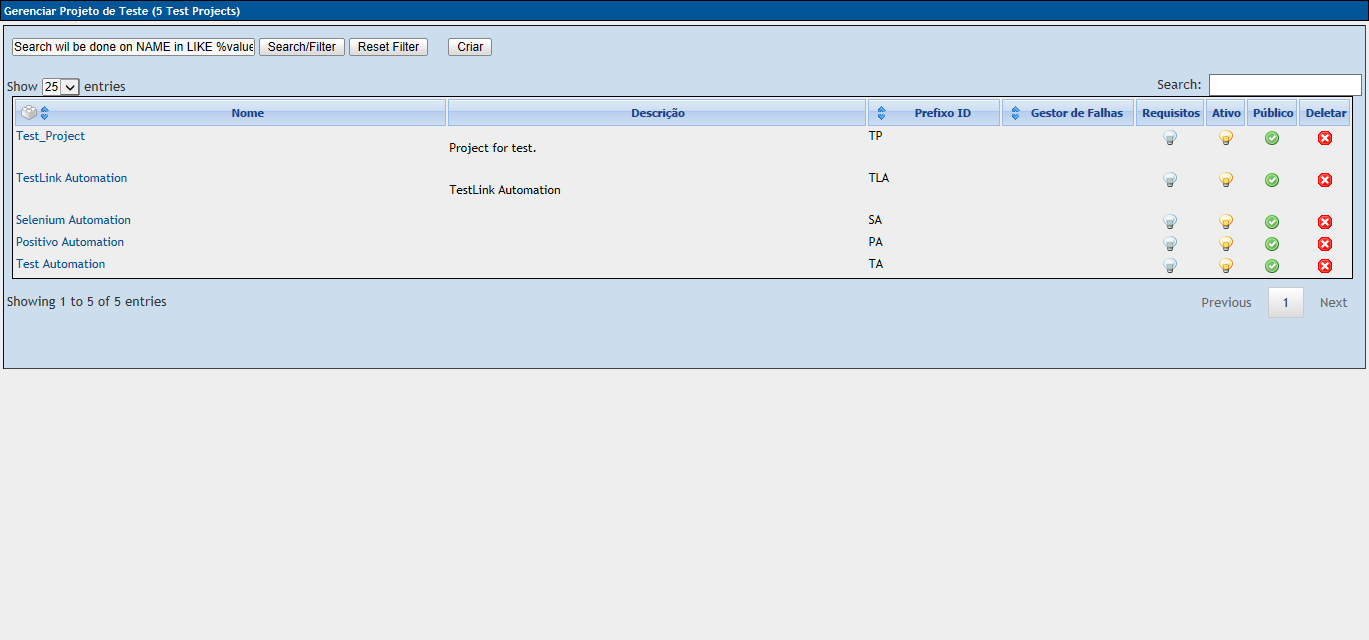 Gerenciar Projeto de Teste (5 Test Projects)
Search wil be done on NAME in LIKE %value Search/Filter Reset Filter Criar
Show 25 entries Search:
Nome Descrição Prefixo ID Gestor de Falhas Requisitos Ativo Público Deletar
Test_Project TP
Project for test.
TestLink Automation TLA
TestLink Automation
Selenium Automation SA
Positivo Automation PA
Test Automation TA
Showing 1 to 5 of 5 entries Previous 1 Next